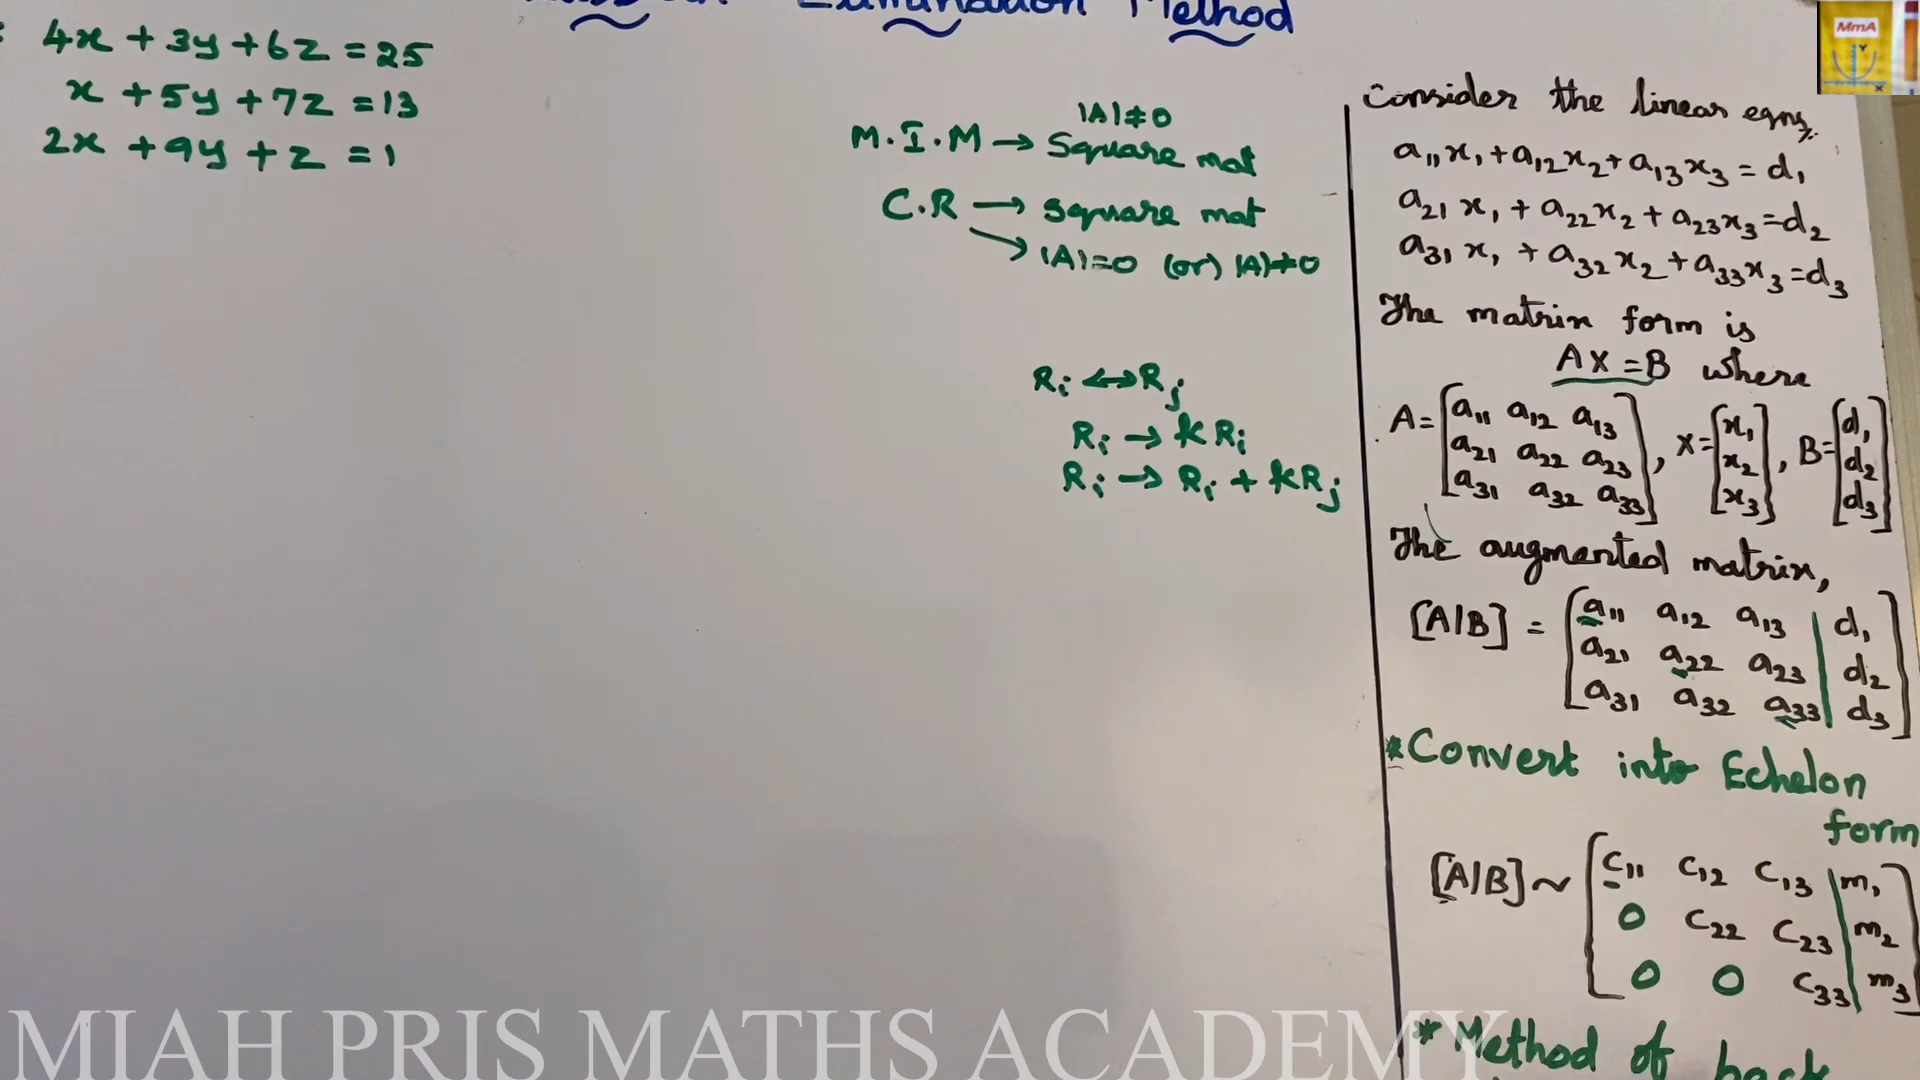 Elimination Method
4x + 3y + 6z = 25
x + 5y + 7z = 13
2x + 9y + z = 1
|A| ≠ 0
M.I.M → Square mat
C.R → square mat
→ |A|=0 (or) |A|≠0
Rᵢ ↔ Rⱼ
Rᵢ → kRᵢ
Rᵢ → Rᵢ + kRⱼ
MmA
Y
X
Consider the linear eqns,
a₁₁x₁ + a₁₂x₂ + a₁₃x₃ = d₁
a₂₁x₁ + a₂₂x₂ + a₂₃x₃ = d₂
a₃₁x₁ + a₃₂x₂ + a₃₃x₃ = d₃
The matrix form is
AX = B where
A = [a₁₁ a₁₂ a₁₃ a₂₁ a₂₂ a₂₃ a₃₁ a₃₂ a₃₃], X = [x₁ x₂ x₃], B = [d₁ d₂ d₃]
The augmented matrix,
[A|B] = [a₁₁ a₁₂ a₁₃ | d₁
a₂₁ a₂₂ a₂₃ | d₂
a₃₁ a₃₂ a₃₃ | d₃]
*Convert into Echelon
form
[A|B] ~ [c₁₁ c₁₂ c₁₃ | m₁
0 c₂₂ c₂₃ | m₂
0 0 c₃₃ | m₃]
*Method of back
MIAH PRIS MATHS ACADEMY